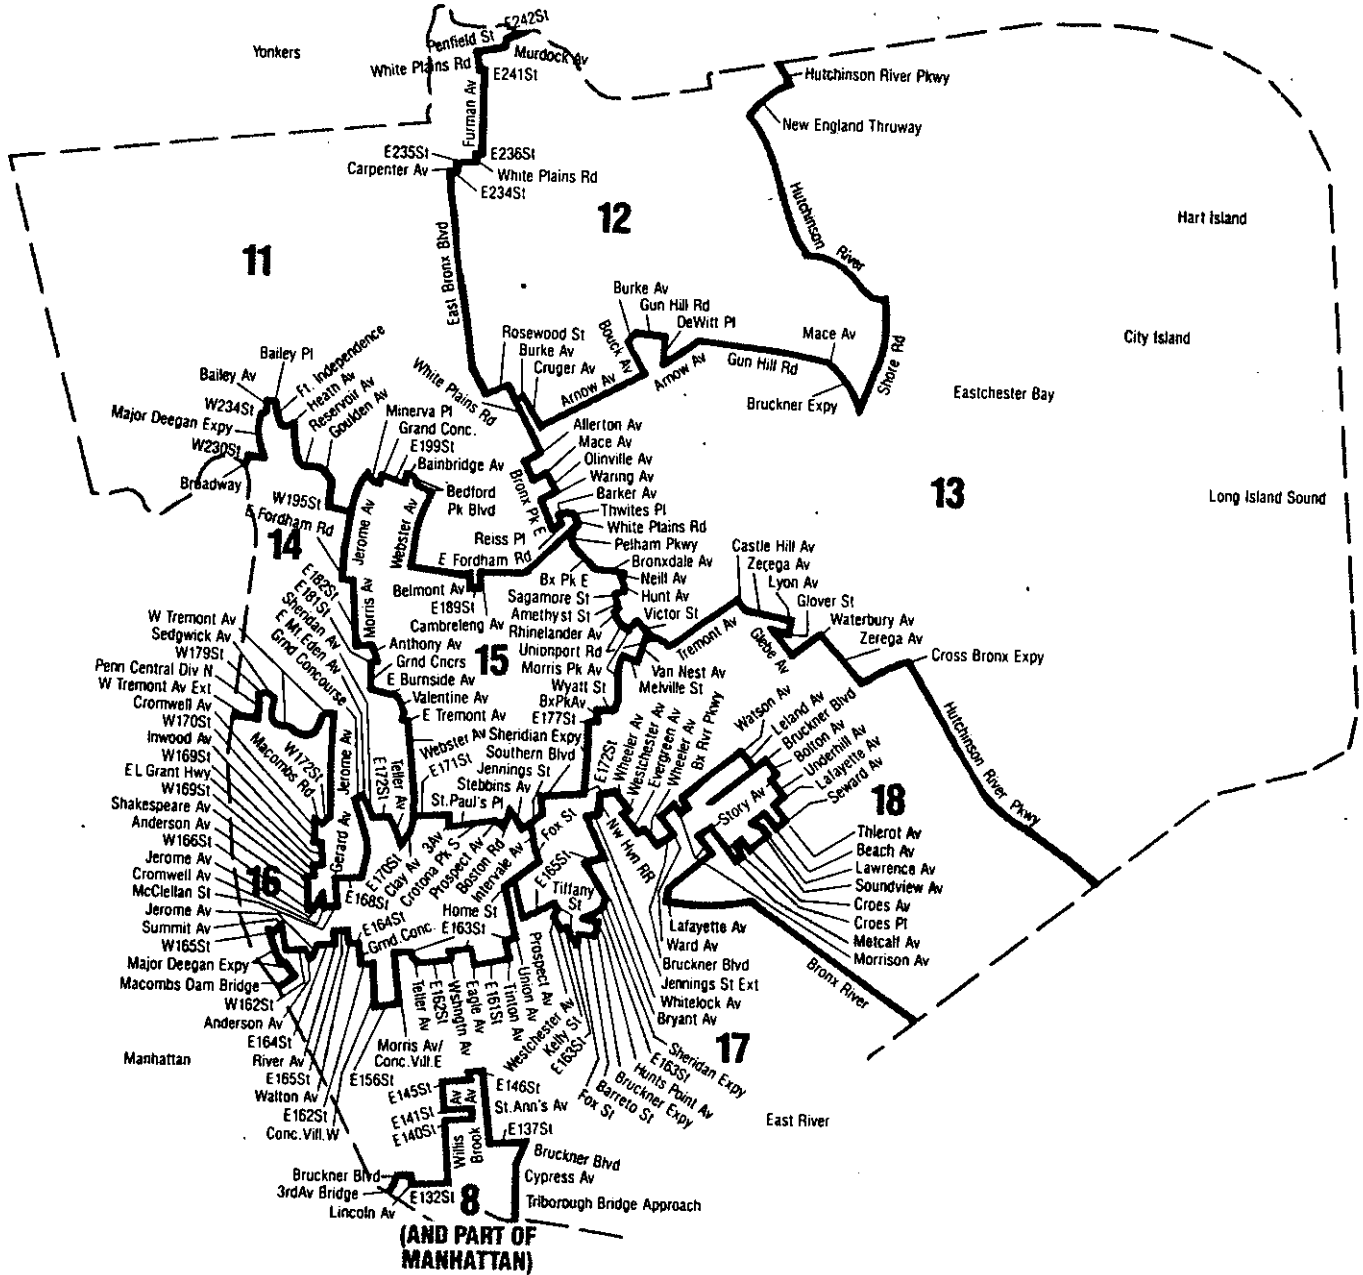 E242St
Penfield St
Yonkers
Murdock Av
White Plains Rd
E241St
Hutchinson River Pkwy
Furman Av
New England Thruway
E235St
E236St
Carpenter Av
White Plains Rd
E234St
Hutchinson
River
12
Hart Island
11
East Bronx Blvd
Burke Av
Gun Hill Rd
DeWitt Pl
Rosewood St
Burke Av
Cruger Av
Bouck Av
Mace Av
City Island
Bailey Pl
Ft. Independence
Bailey Av
Heath Av
Reservoir Av
Goulden Av
White Plains Rd
Arnow Av
Arnow Av
Gun Hill Rd
Shore Rd
Bruckner Expy
Eastchester Bay
W234St
Major Deegan Expy
W230St
Broadway
Minerva Pl
Grand Conc.
E199St
Bainbridge Av
Bedford
Pk Blvd
Allerton Av
Mace Av
Olinville Av
Waring Av
Barker Av
Thwites Pl
White Plains Rd
Pelham Pkwy
Bronx Pk E
13
Long Island Sound
W195St
E Fordham Rd
14
Jerome Av
Webster Av
Reiss Pl
E Fordham Rd
Bronxdale Av
Bx Pk E
Neill Av
Hunt Av
Castle Hill Av
Zerega Av
Lyon Av
Glover St
Waterbury Av
Zerega Av
Cross Bronx Expy
Belmont Av
E189St
Cambreleng Av
Sagamore St
Amethyst St
Victor St
Rhinelander Av
Unionport Rd
Morris Pk Av
Tremont Av
Glebe Av
Van Nest Av
Melville St
E182St
E181St
Sheridan Av
E Mt. Eden Av
Grnd Concourse
Morris Av
Anthony Av
Grnd Cncrs
15
E Burnside Av
Valentine Av
E Tremont Av
Wyatt St
BxPkAv
E177St
Webster Av
Sheridian Expy
Southern Blvd
E171St
Jennings St
Stebbins Av
St.Paul's Pl
W Tremont Av
Sedgwick Av
W179St
Penn Central Div N
W Tremont Av Ext
Cromwell Av
W170St
Inwood Av
W169St
E L Grant Hwy
W169St
Shakespeare Av
Anderson Av
W166St
Jerome Av
Cromwell Av
McClellan St
Jerome Av
Summit Av
W165St
Major Deegan Expy
Macombs Dam Bridge
W162St
Anderson Av
E164St
River Av
E165St
Walton Av
E162St
Conc.Vill.W
W172St
Macombs Rd
Jerome Av
E172St
Teller Av
Gerard Av
16
E168St
E170St
Clay Av
3Av
Crotona Pk S
Prospect Av
Boston Rd
Intervale Av
Fox St
E172St
Wheeler Av
Westchester Av
Evergreen Av
Wheeler Av
Bx Rvr Pkwy
Watson Av
Leland Av
Bruckner Blvd
Bolton Av
Underhill Av
Lafayette Av
Seward Av
18
Story Av
Hutchinson River Pkwy
Thlerot Av
Beach Av
Lawrence Av
Soundview Av
Croes Av
Croes Pl
Metcalf Av
Morrison Av
Nw Hvn RR
E165St
Tiffany
St
E164St
Grnd. Conc.
Home St
E163St
Lafayette Av
Ward Av
Bruckner Blvd
Jennings St Ext
Whitelock Av
Bryant Av
Bronx River
Teller Av
E162St
Wshngtn Av
Eagle Av
E161St
Tinton Av
Union Av
Prospect Av
Westchester Av
Kelly St
E163St
Fox St
Barreto St
Bruckner Expy
Hunts Point Av
E163St
Sheridan Expy
17
Manhattan
Morris Av/
Conc.Vill.E
E156St
East River
E145St
E146St
Av
Av
St.Ann's Av
E141St
E140St
E137St
Willis
Brook
Bruckner Blvd
Bruckner Blvd
3rdAv Bridge
Cypress Av
Lincoln Av
E132St
8
Triborough Bridge Approach
(AND PART OF
MANHATTAN)